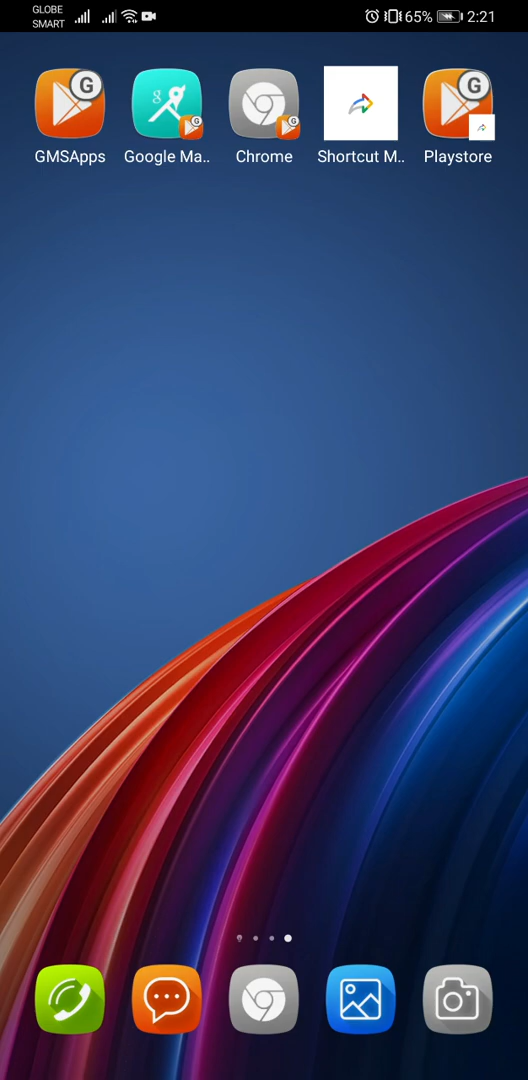 GLOBE
SMART
65% 2:21
G
G
GMSApps
g
G
Google Ma..
G
Chrome
Shortcut M..
Playstore